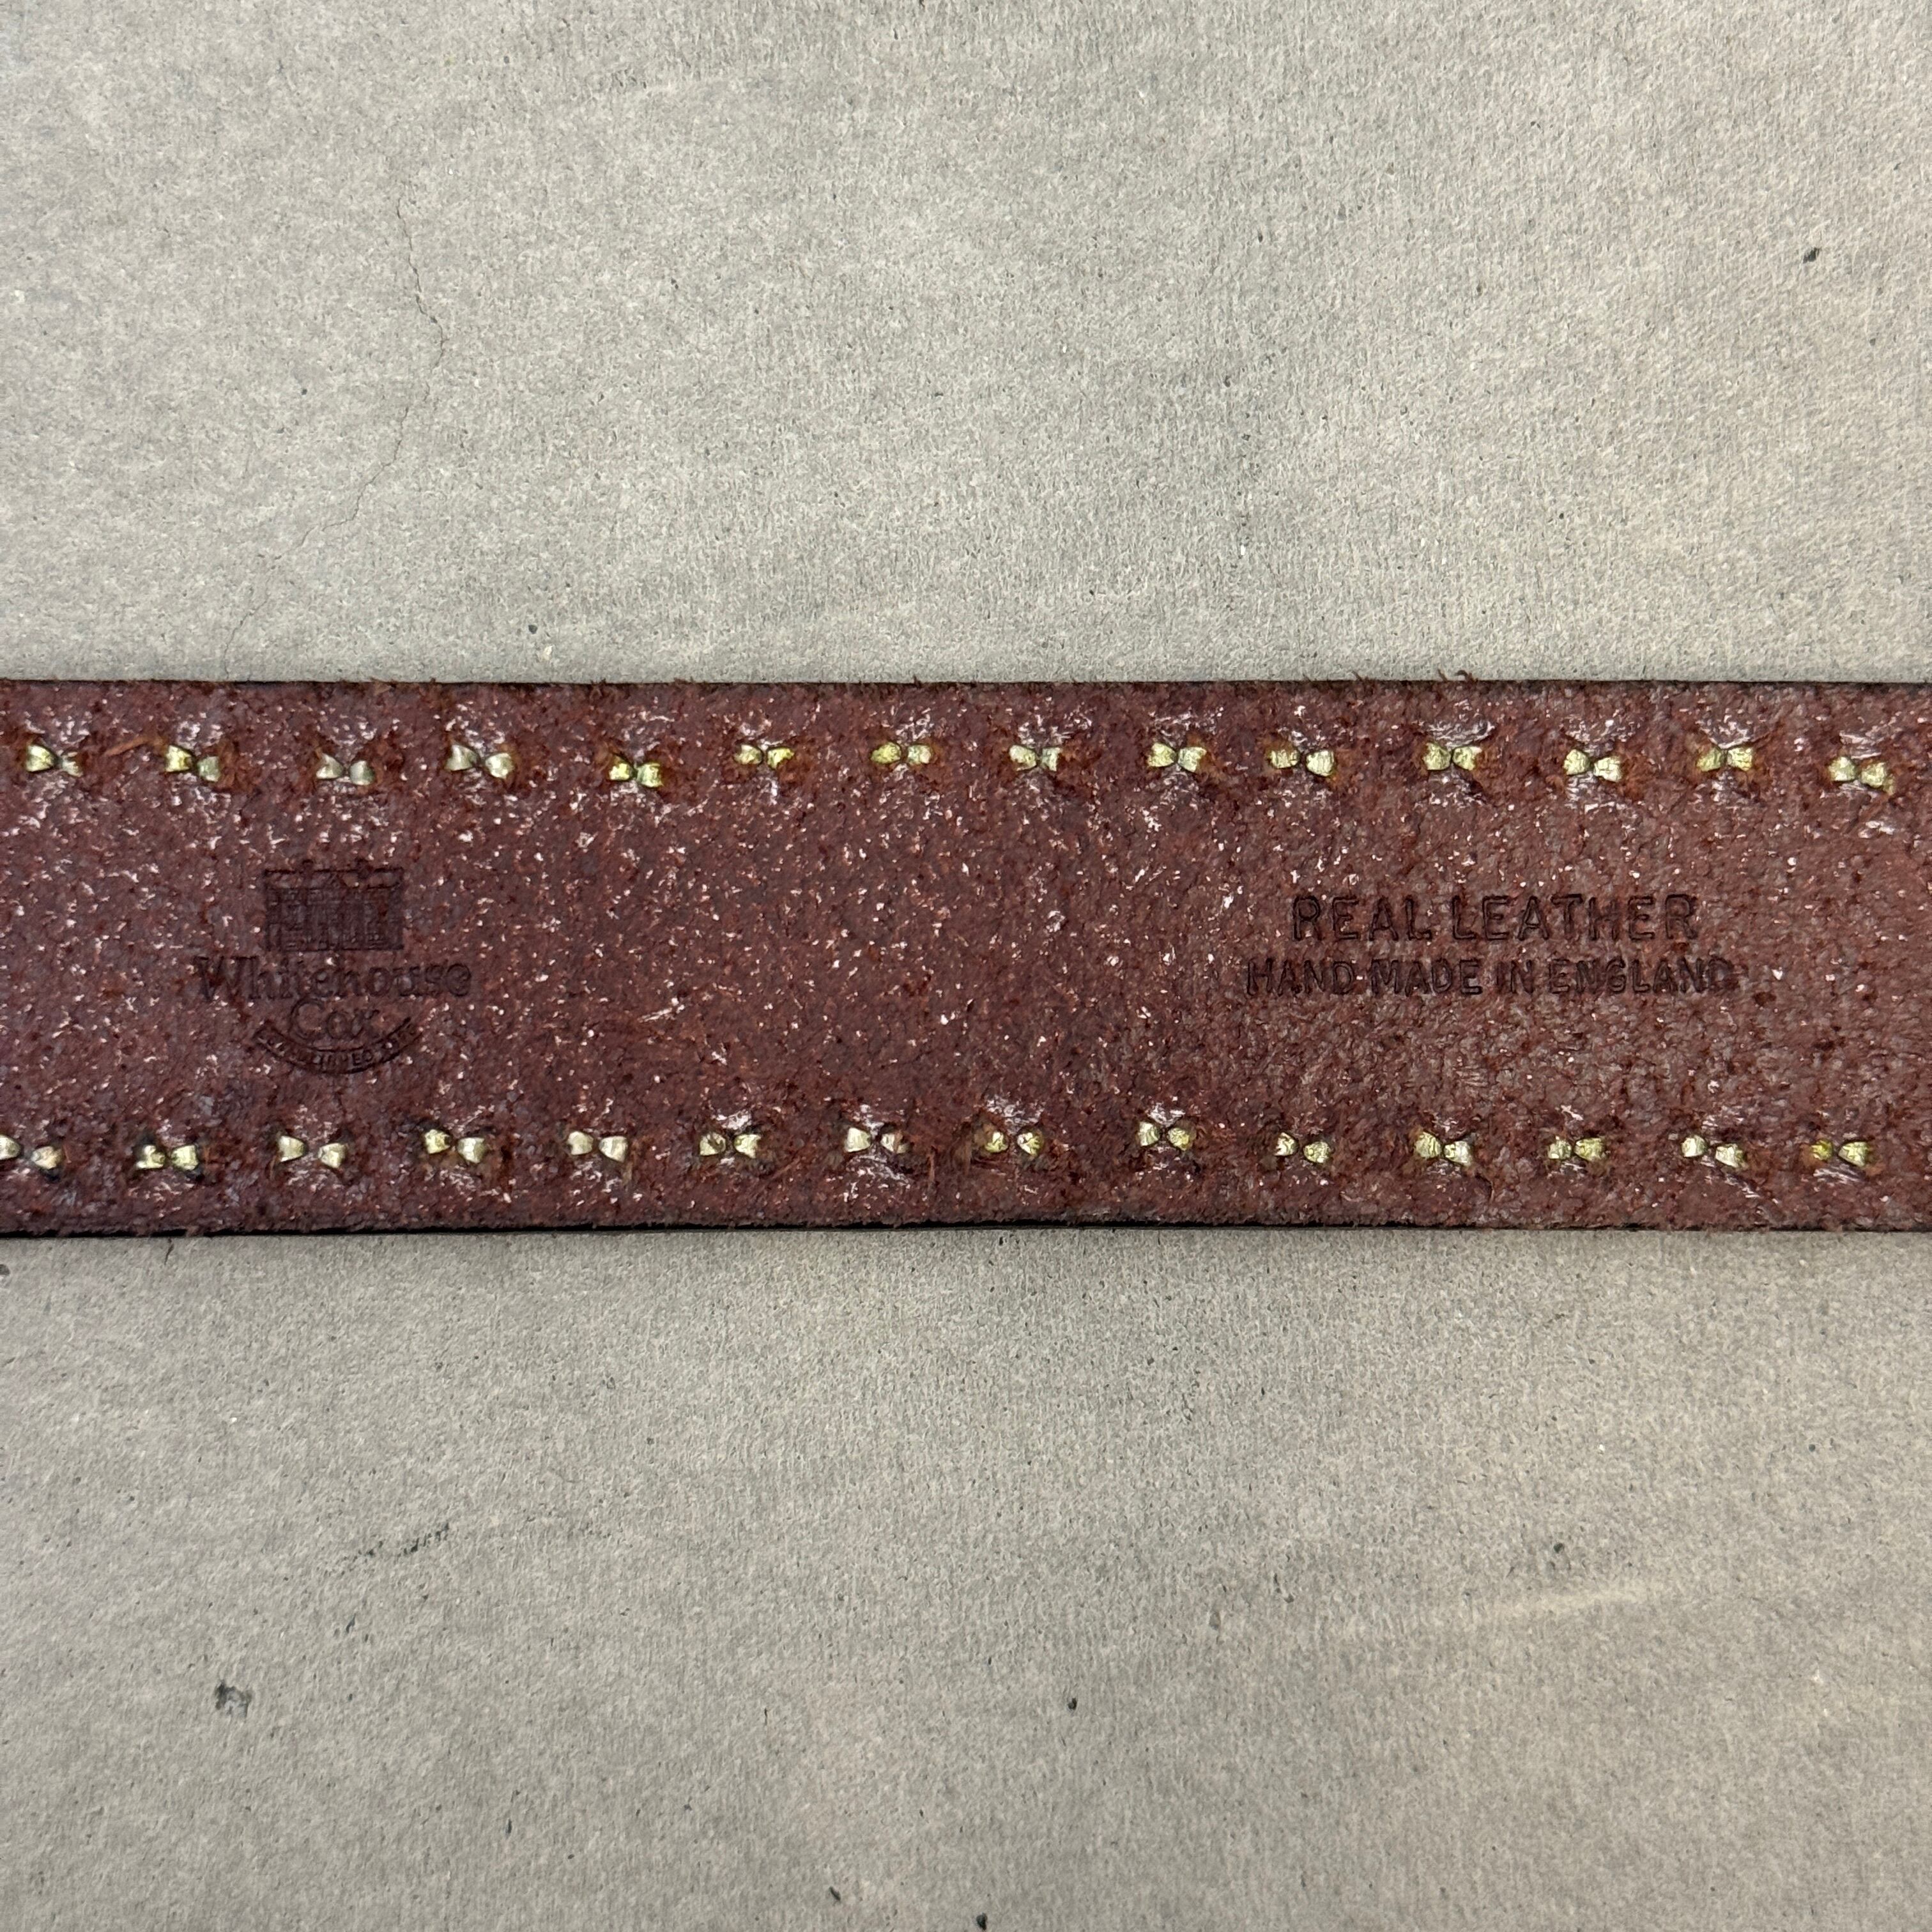 Whitehouse
Cox
REAL LEATHER
HAND MADE IN ENGLAND